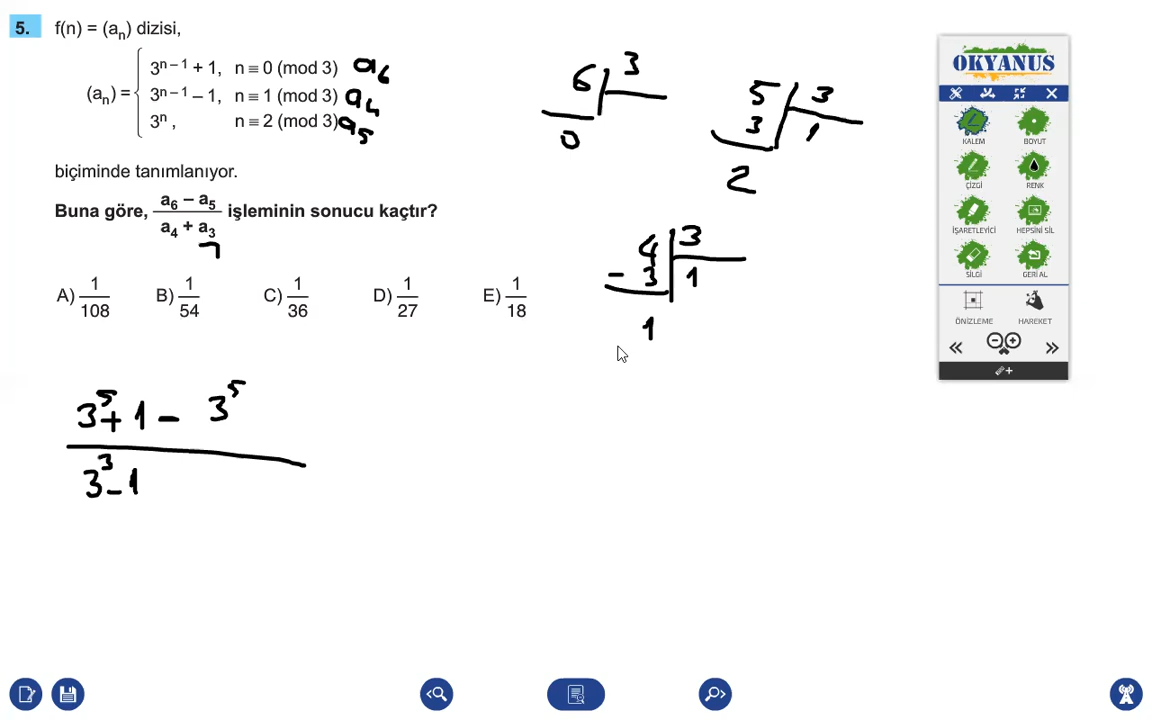 5. f(n) = (aₙ) dizisi,
(aₙ) = { 3ⁿ⁻¹ + 1, n ≡ 0 (mod 3) a₆
3ⁿ⁻¹ – 1, n ≡ 1 (mod 3) a₄
3ⁿ, n ≡ 2 (mod 3) a₅
biçiminde tanımlanıyor.
Buna göre, (a₆ – a₅) / (a₄ + a₃) işleminin sonucu kaçtır?
A) 1/108 B) 1/54 C) 1/36 D) 1/27 E) 1/18
6 3
0
5 3
3 1
2
4 3
- 3 1
1
3⁵ + 1 - 3⁵
3³ - 1
OKYANUS
KALEM BOYUT
ÇİZGİ RENK
İŞARETLEYİCİ HEPSİNİ SİL
SİLGİ GERİ AL
ÖNİZLEME HAREKET